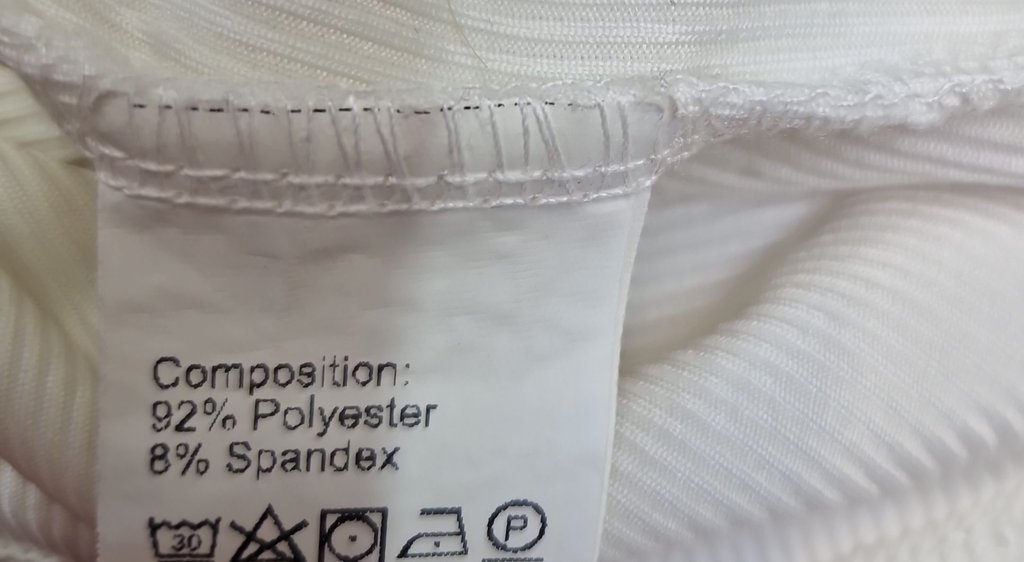 Composition:
92% Polyester
8% Spandex
30
P